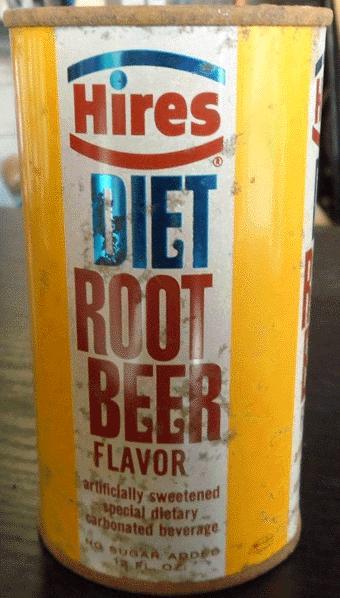 Hires®
DIET
ROOT
BEER
FLAVOR
artificially sweetened
special dietary
carbonated beverage
NO SUGAR ADDED
12 FL. OZ.